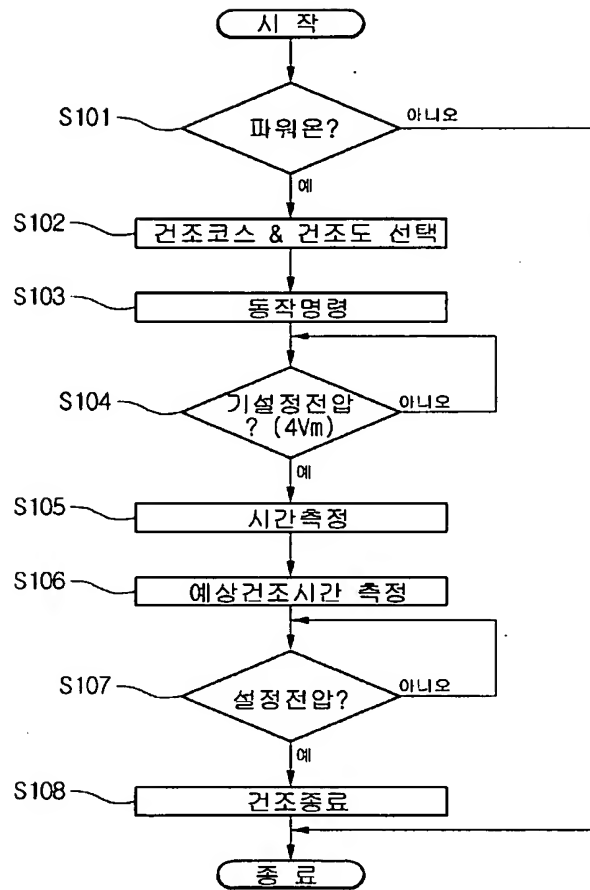 시 작
S101
파워온?
아니오
예
S102
건조코스 & 건조도 선택
S103
동작명령
S104
기설정전압
? (4Vm)
아니오
예
S105
시간측정
S106
예상건조시간 측정
S107
설정전압?
아니오
예
S108
건조종료
종 료